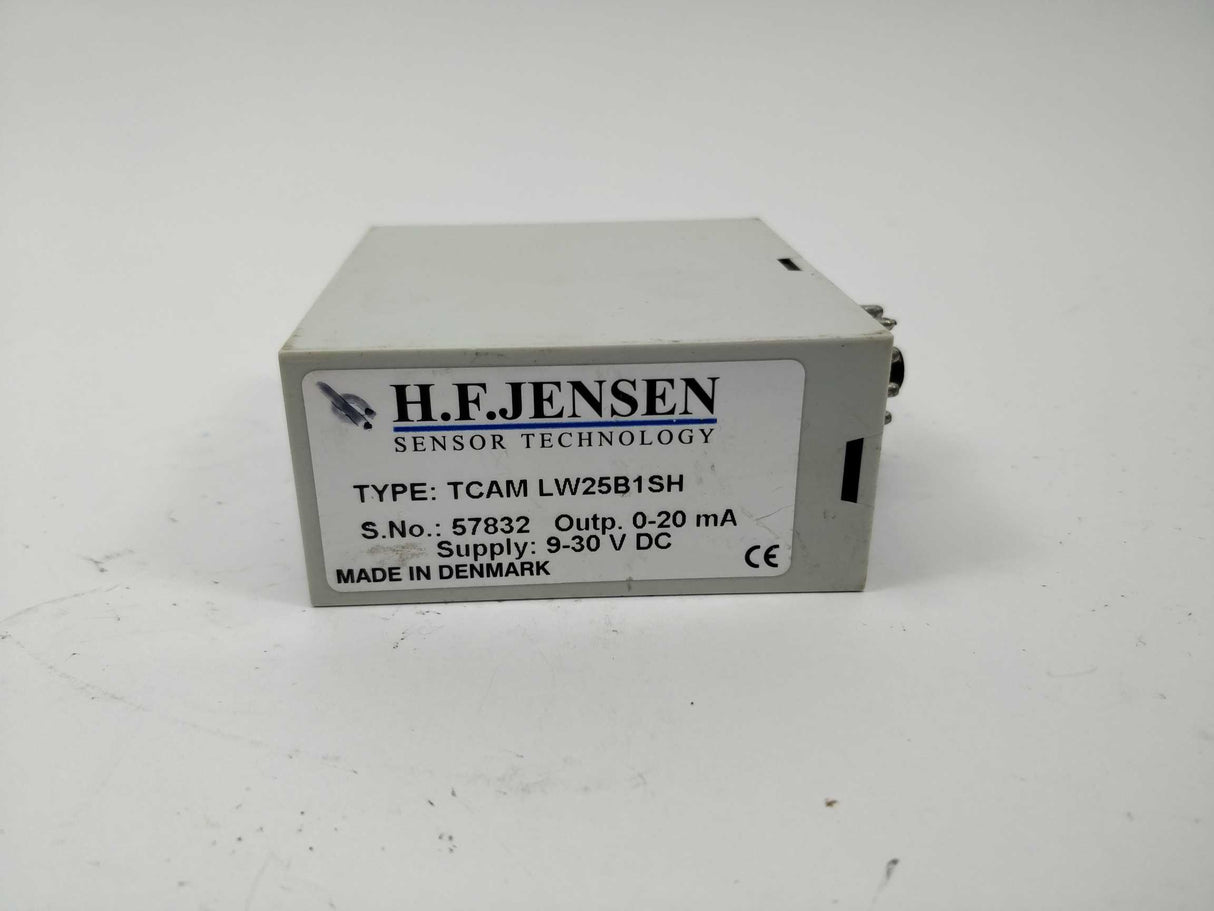 H.F.JENSEN
SENSOR TECHNOLOGY
TYPE: TCAM LW25B1SH
S.No.: 57832 Outp. 0-20 mA
Supply: 9-30 V DC
MADE IN DENMARK CE